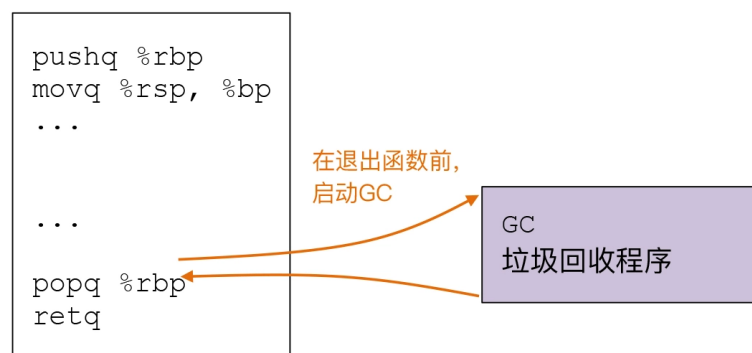 pushq %rbp
movq %rsp, %bp
...
...
popq %rbp
retq
在退出函数前，
启动GC
GC
垃圾回收程序